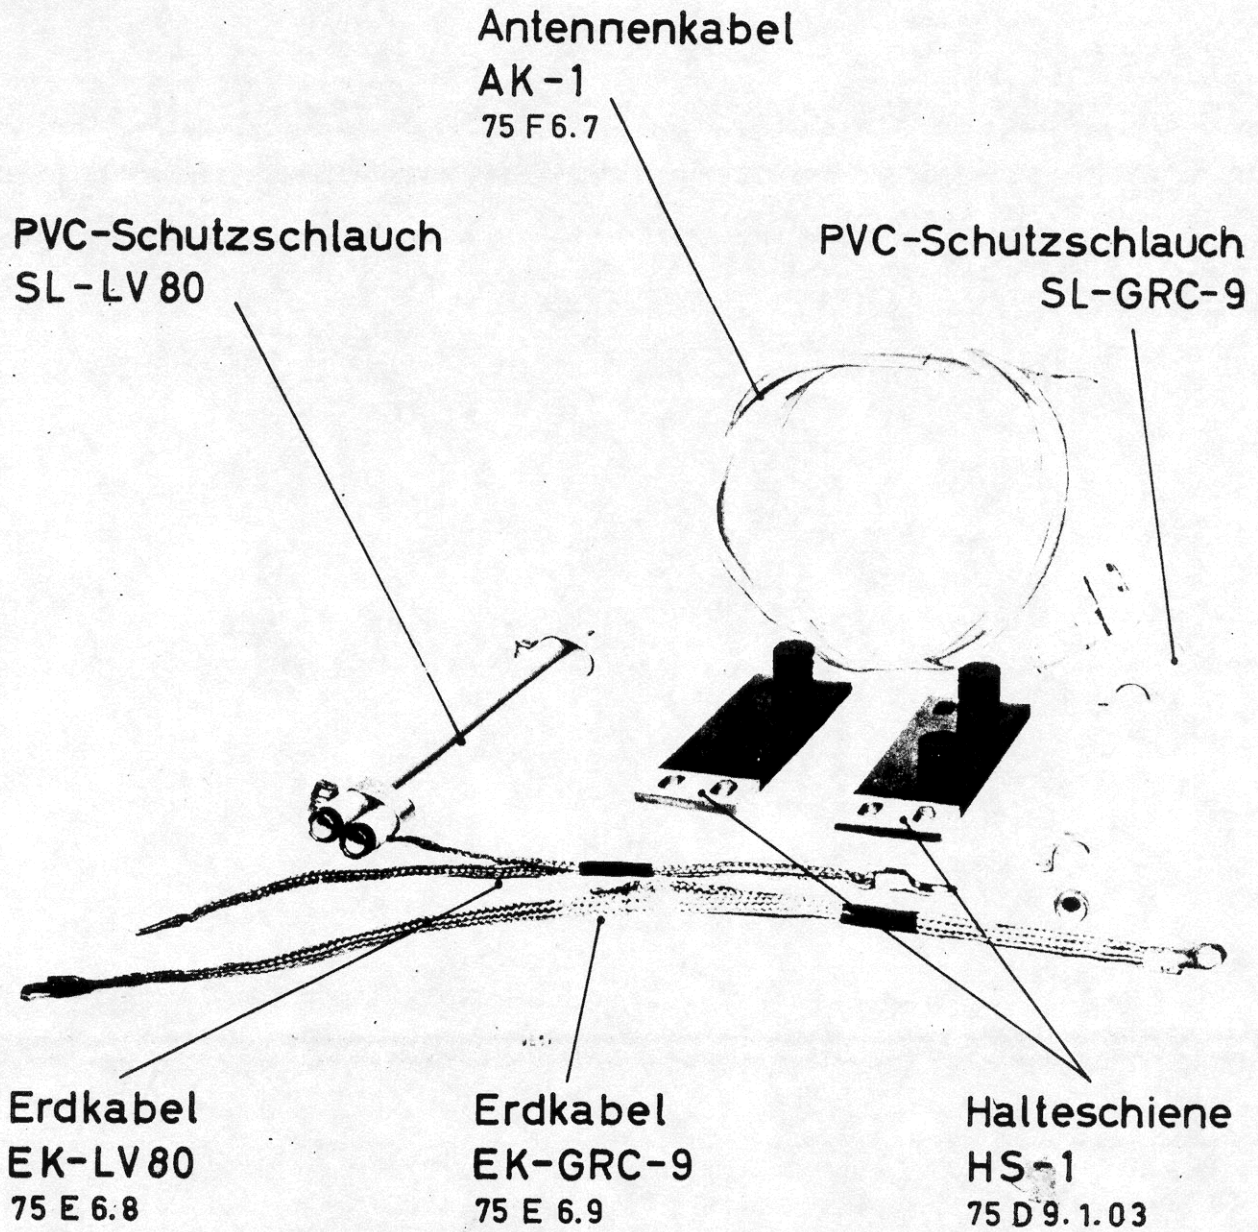 Antennenkabel
AK-1
75 F 6.7
PVC-Schutzschlauch
SL-LV 80
PVC-Schutzschlauch
SL-GRC-9
Erdkabel
EK-LV 80
75 E 6.8
Erdkabel
EK-GRC-9
75 E 6.9
Halteschiene
HS-1
75 D 9.1.03